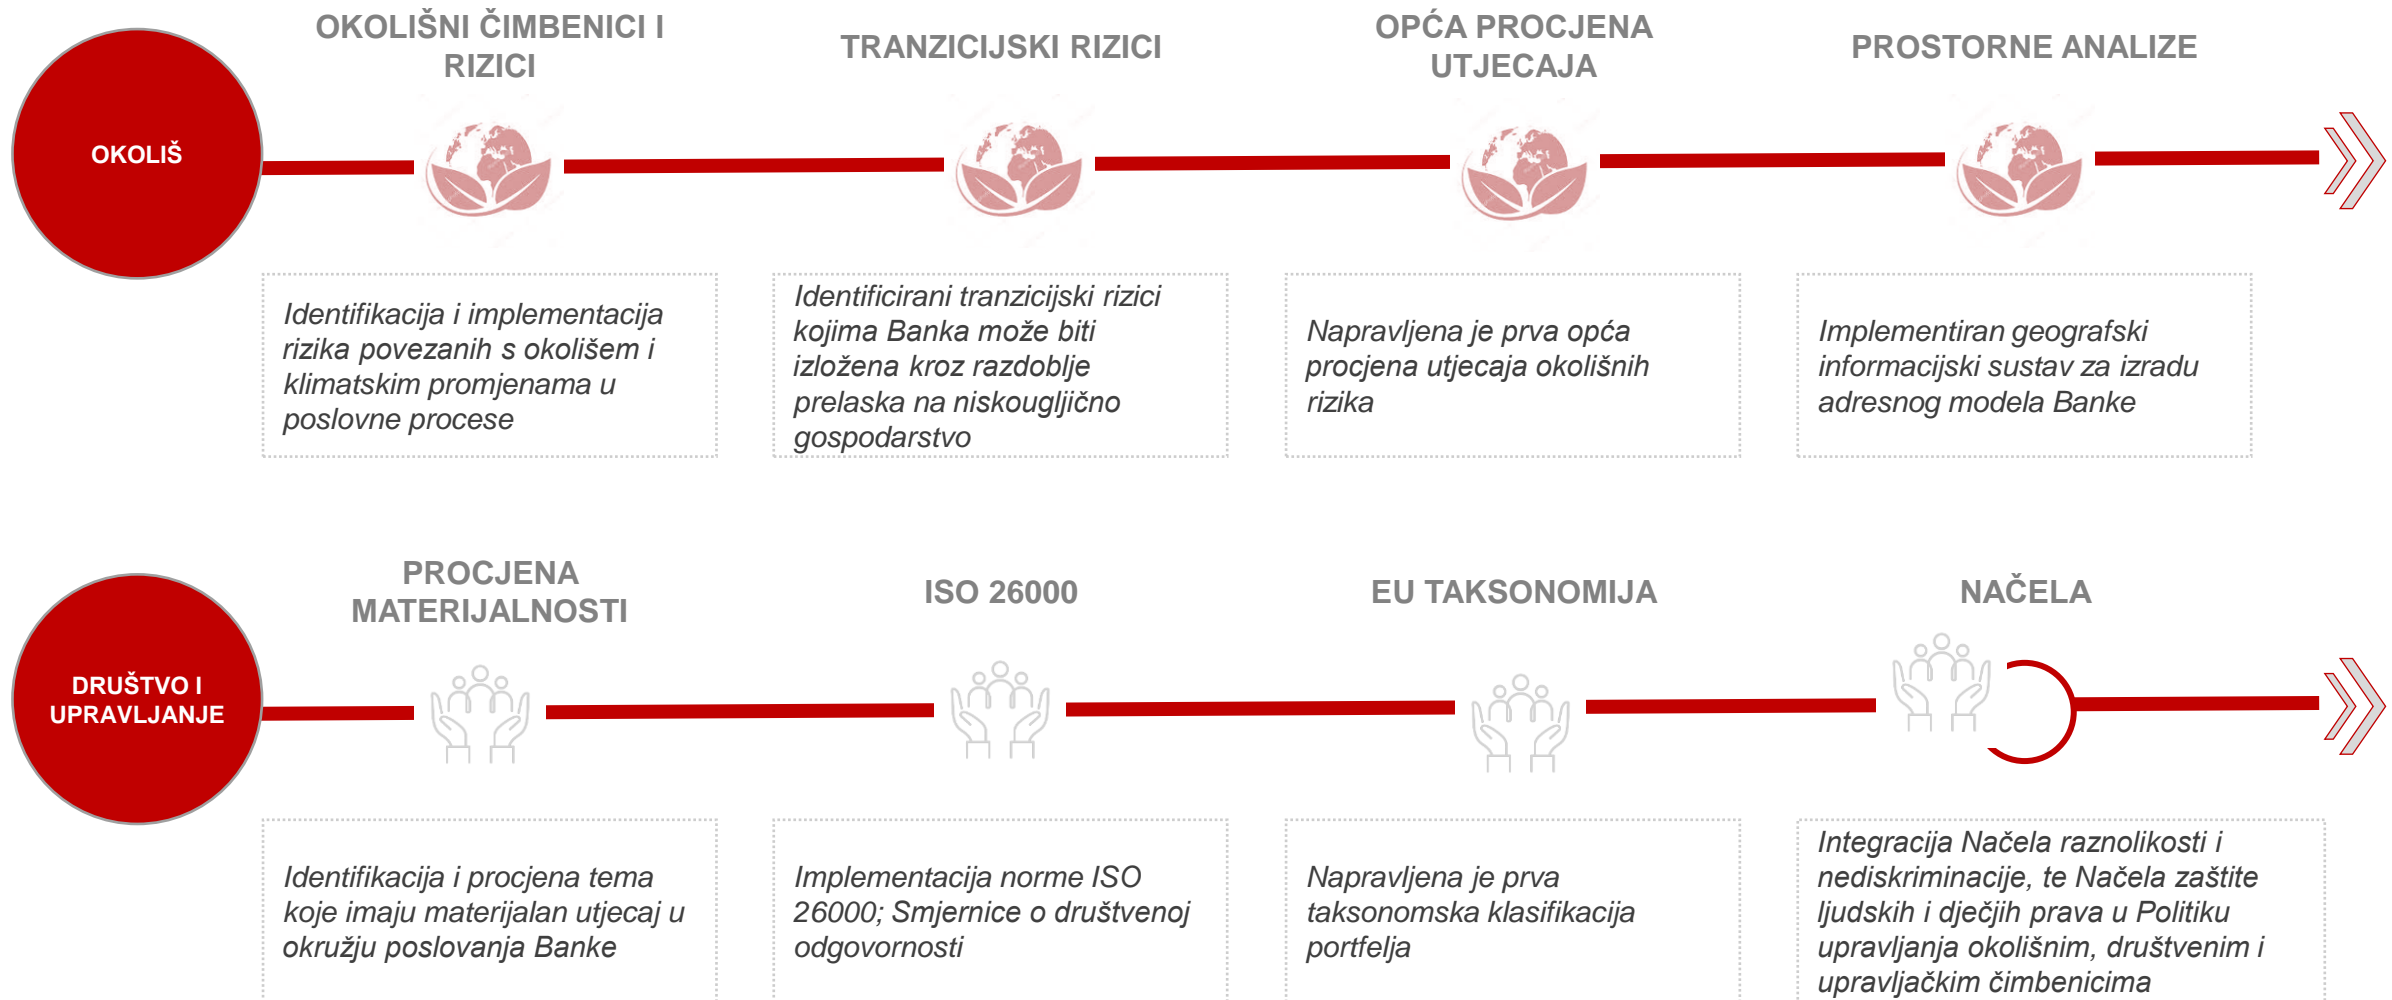 OKOLIŠ
OKOLIŠNI ČIMBENICI I
RIZICI
Identifikacija i implementacija
rizika povezanih s okolišem i
klimatskim promjenama u
poslovne procese
TRANZICIJSKI RIZICI
Identificirani tranzicijski rizici
kojima Banka može biti
izložena kroz razdoblje
prelaska na niskougljično
gospodarstvo
OPĆA PROCJENA
UTJECAJA
Napravljena je prva opća
procjena utjecaja okolišnih
rizika
PROSTORNE ANALIZE
Implementiran geografski
informacijski sustav za izradu
adresnog modela Banke
DRUŠTVO I
UPRAVLJANJE
PROCJENA
MATERIJALNOSTI
Identifikacija i procjena tema
koje imaju materijalan utjecaj u
okružju poslovanja Banke
ISO 26000
Implementacija norme ISO
26000; Smjernice o društvenoj
odgovornosti
EU TAKSONOMIJA
Napravljena je prva
taksonomska klasifikacija
portfelja
NAČELA
Integracija Načela raznolikosti i
nediskriminacije, te Načela zaštite
ljudskih i dječjih prava u Politiku
upravljanja okolišnim, društvenim i
upravljačkim čimbenicima